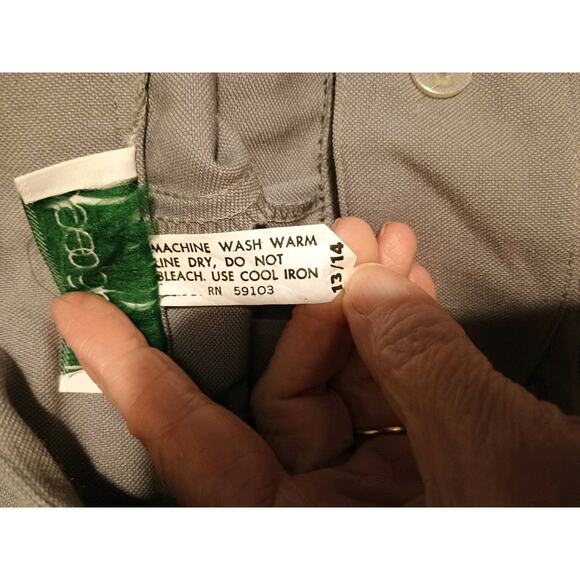 MACHINE WASH WARM
LINE DRY, DO NOT
BLEACH. USE COOL IRON
RN 59103
13/14